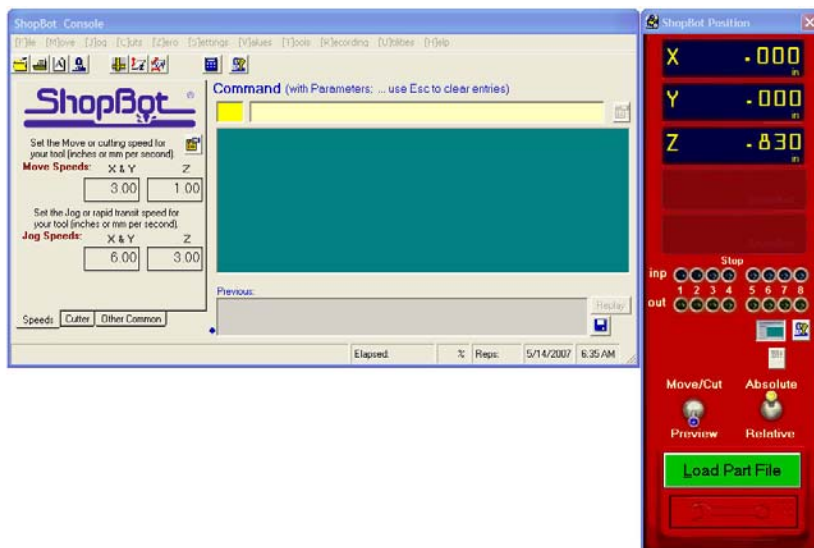 ShopBot Console
[F]ile [M]ove [J]og [C]uts [Z]ero [S]ettings [V]alues [T]ools [R]ecording [U]tilities [H]elp
ShopBot ®
Set the Move or cutting speed for
your tool (inches or mm per second).
Move Speeds: X & Y Z
3.00 1.00
Set the Jog or rapid transit speed for
your tool (inches or mm per second).
Jog Speeds: X & Y Z
6.00 3.00
Speeds Cutter Other Common
Command (with Parameters; ... use Esc to clear entries)
Previous:
Replay
Elapsed: % Reps: 5/14/2007 6:35 AM
ShopBot Position
X .000
in
Y .000
in
Z .830
in
Stop
inp
1 2 3 4 5 6 7 8
out
Move/Cut Absolute
Preview Relative
Load Part File